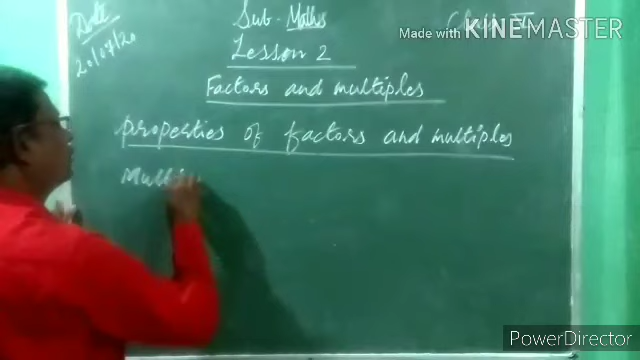 Date
20/07/20
Sub - Maths
Made with KINEMASTER
Lesson 2
Factors and multiples
properties of factors and multiples
PowerDirector